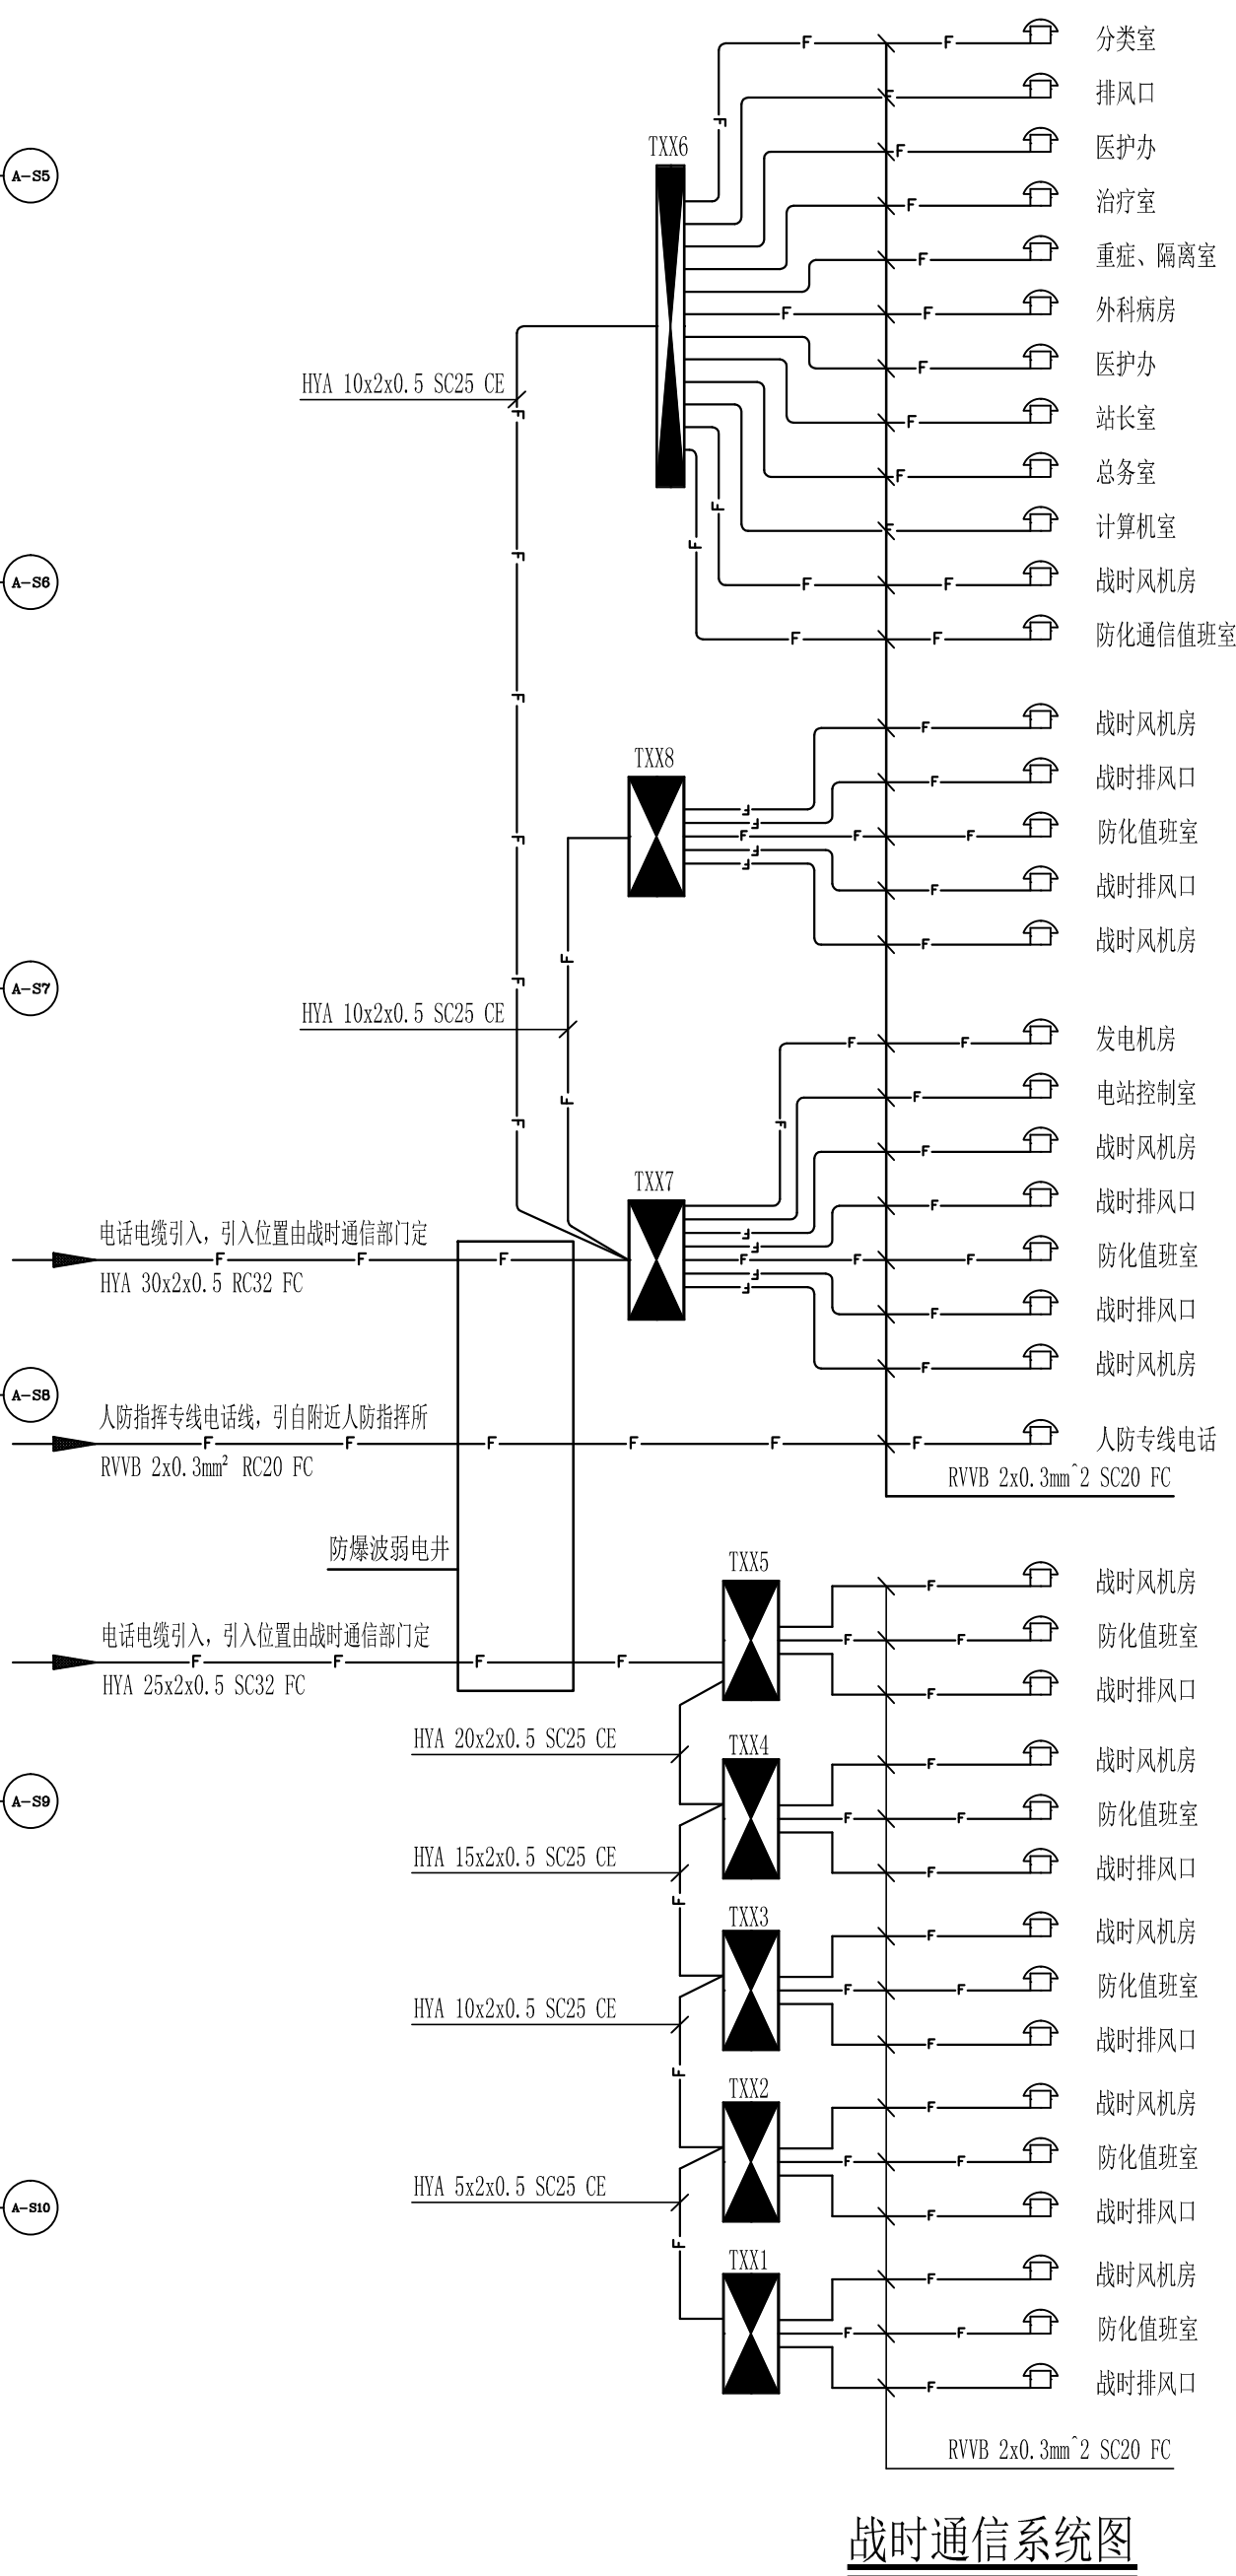 F F 分类室
F 排风口
F
TXX6
F 医护办
A-S5
F 治疗室
F 重症、隔离室
F F 外科病房
F 医护办
HYA 10x2x0.5 SC25 CE
F
F 站长室
F 总务室
F
F 计算机室
F
F
A-S6
F F 战时风机房
F F 防化通信值班室
F
F 战时风机房
TXX8
F 战时排风口
F
F
F F F 防化值班室
F
F
F
F 战时排风口
F 战时风机房
F
F
A-S7
HYA 10x2x0.5 SC25 CE
F F 发电机房
F 电站控制室
F
F
F
F 战时风机房
TXX7
F 战时排风口
电话电缆引入，引入位置由战时通信部门定
F
F
F F F F F F 防化值班室
HYA 30x2x0.5 RC32 FC
F
F
F 战时排风口
F 战时风机房
A-S8
人防指挥专线电话线，引自附近人防指挥所
F F F F F F 人防专线电话
RVVB 2x0.3mm² RC20 FC
RVVB 2x0.3mm^2 SC20 FC
防爆波弱电井
TXX5
F 战时风机房
电话电缆引入，引入位置由战时通信部门定
F F 防化值班室
F F F F
HYA 25x2x0.5 SC32 FC
F 战时排风口
HYA 20x2x0.5 SC25 CE
TXX4
F 战时风机房
A-S9
F F 防化值班室
HYA 15x2x0.5 SC25 CE
F 战时排风口
F
TXX3
F 战时风机房
F F 防化值班室
HYA 10x2x0.5 SC25 CE
F 战时排风口
F
TXX2
F 战时风机房
F F 防化值班室
HYA 5x2x0.5 SC25 CE
A-S10
F 战时排风口
F
TXX1
F 战时风机房
F F 防化值班室
F 战时排风口
RVVB 2x0.3mm^2 SC20 FC
战时通信系统图